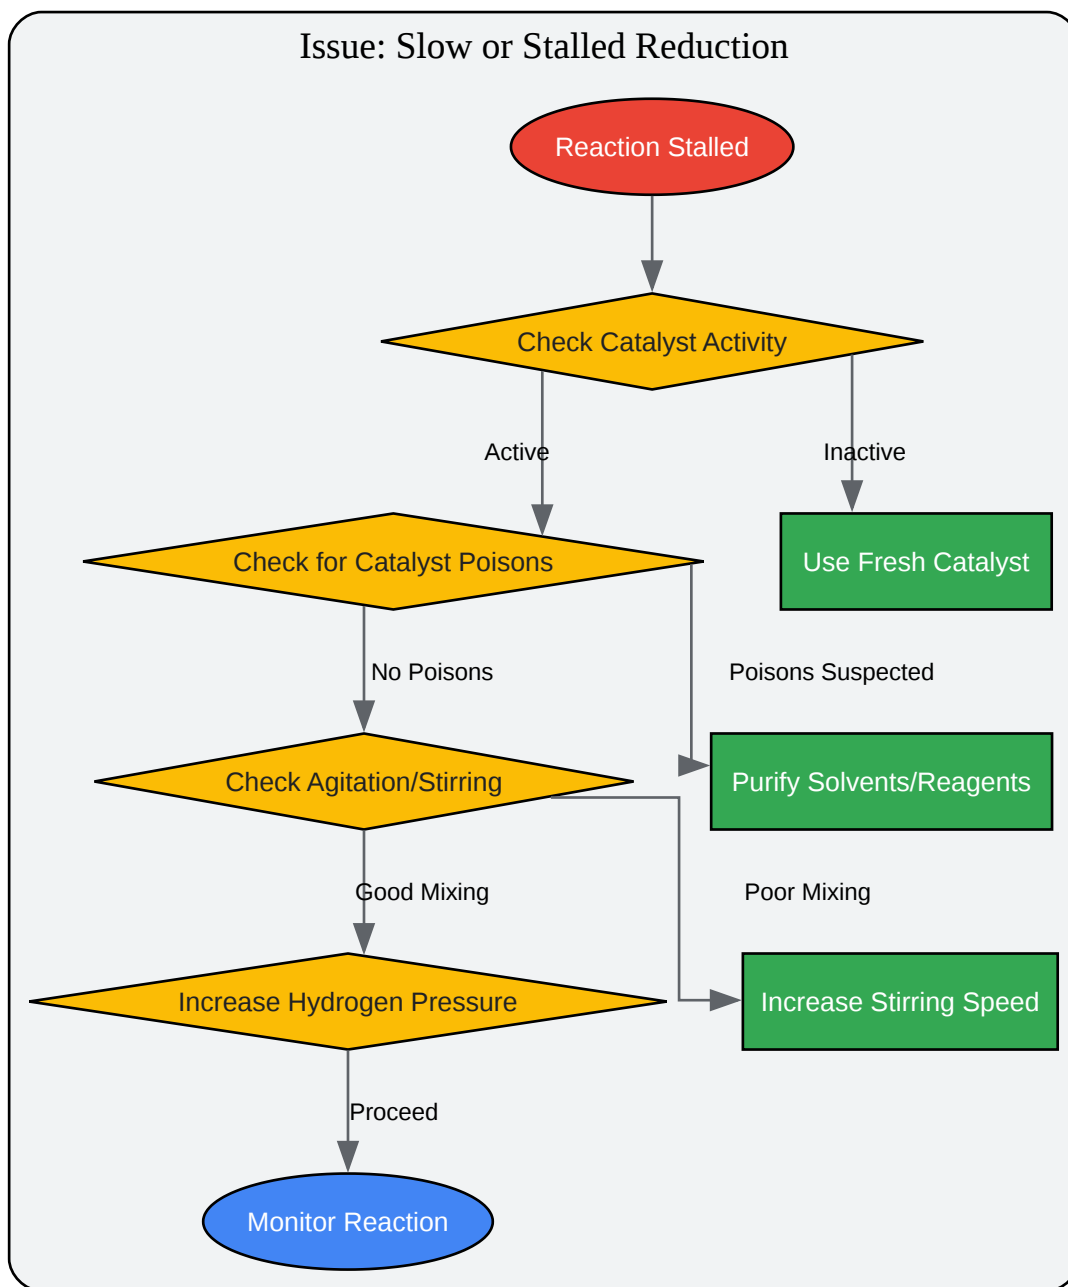 Issue: Slow or Stalled Reduction
Reaction Stalled
Check Catalyst Activity
Active
Inactive
Check for Catalyst Poisons
Use Fresh Catalyst
No Poisons
Poisons Suspected
Check Agitation/Stirring
Purify Solvents/Reagents
Good Mixing
Poor Mixing
Increase Hydrogen Pressure
Increase Stirring Speed
Proceed
Monitor Reaction